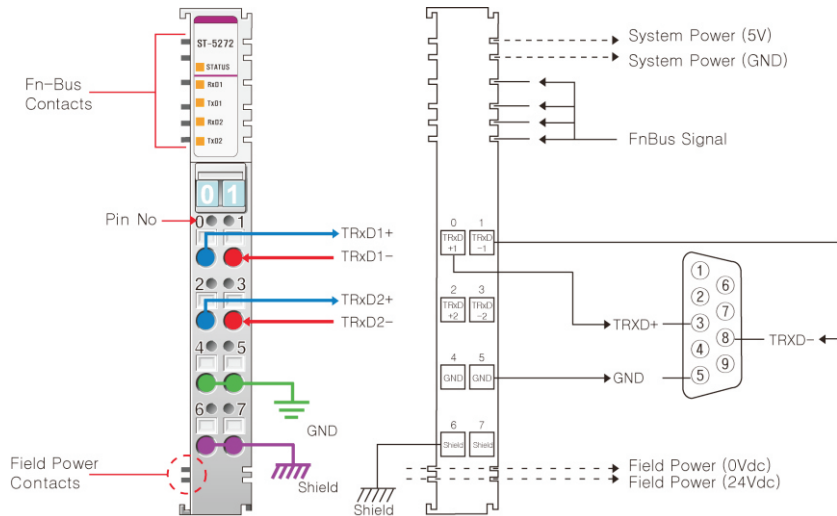 ST-5272
STATUS
RxD1
TxD1
RxD2
TxD2
Fn-Bus
Contacts
0 1
Pin No
0 1
TRxD1+
TRxD1-
2 3
TRxD2+
TRxD2-
4 5
GND
6 7
Shield
Field Power
Contacts
System Power (5V)
System Power (GND)
FnBus Signal
0 1
TRxD
+1
TRxD
-1
2 3
TRxD
+2
TRxD
-2
4 5
GND GND
6 7
Shield Shield
Shield
TRXD+
GND
1
2
3
4
5
6
7
8
9
TRXD-
Field Power (0Vdc)
Field Power (24Vdc)